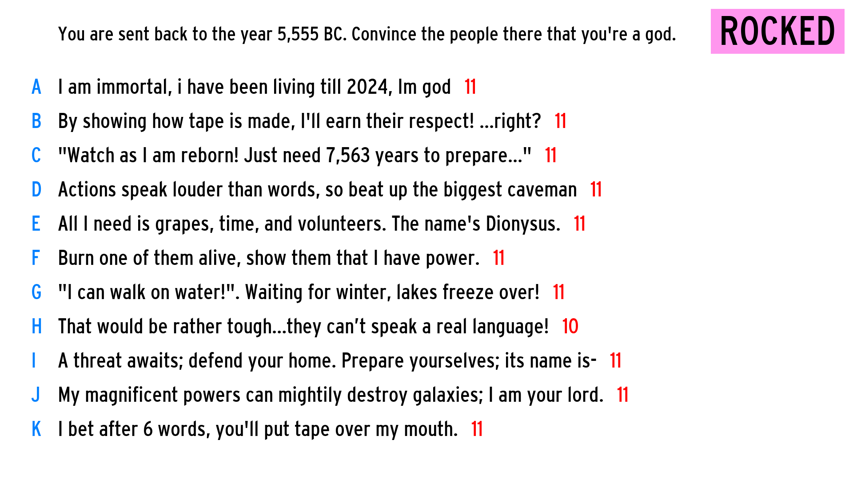 You are sent back to the year 5,555 BC. Convince the people there that you're a god.
ROCKED
A I am immortal, i have been living till 2024, Im god 11
B By showing how tape is made, I'll earn their respect! ...right? 11
C "Watch as I am reborn! Just need 7,563 years to prepare..." 11
D Actions speak louder than words, so beat up the biggest caveman 11
E All I need is grapes, time, and volunteers. The name's Dionysus. 11
F Burn one of them alive, show them that I have power. 11
G "I can walk on water!". Waiting for winter, lakes freeze over! 11
H That would be rather tough...they can’t speak a real language! 10
I A threat awaits; defend your home. Prepare yourselves; its name is- 11
J My magnificent powers can mightily destroy galaxies; I am your lord. 11
K I bet after 6 words, you'll put tape over my mouth. 11